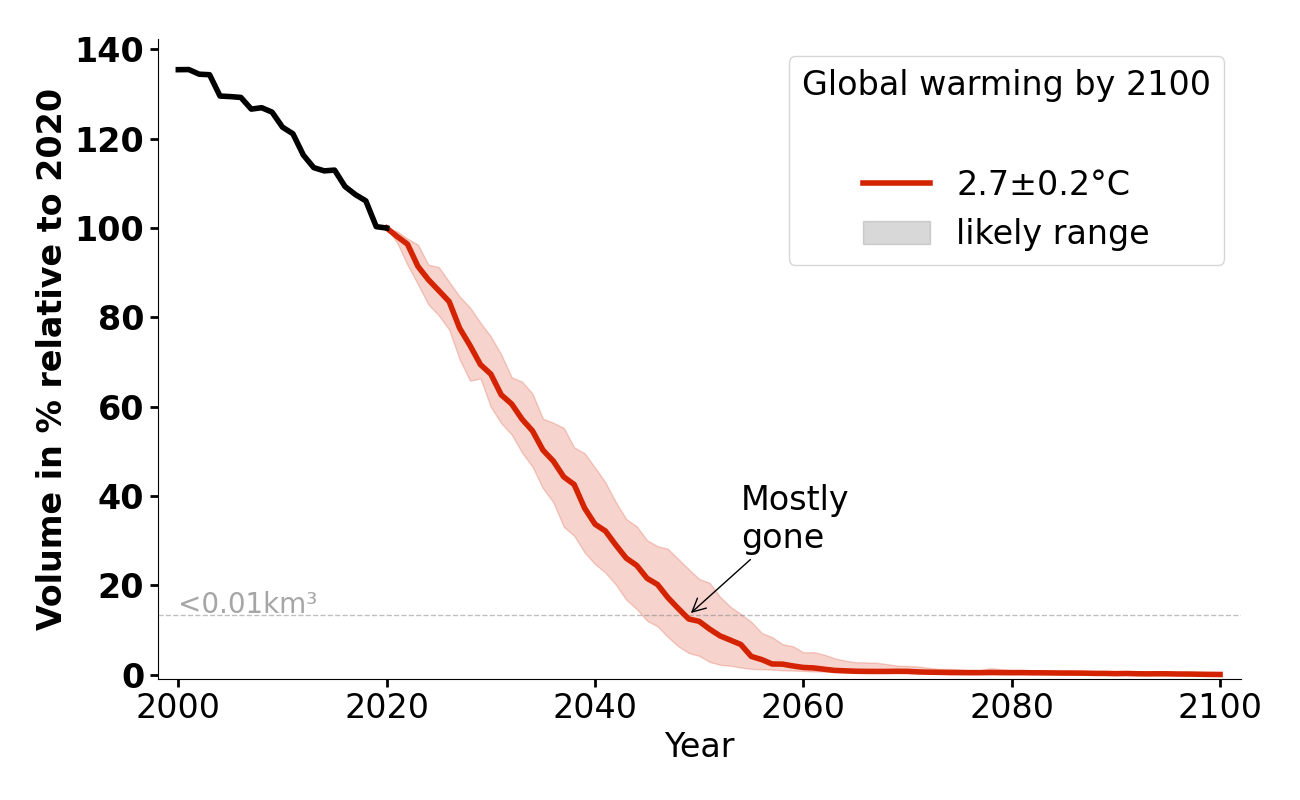 Volume in % relative to 2020
140
120
100
80
60
40
20
0
Global warming by 2100
2.7±0.2°C
likely range
Mostly
gone
<0.01km³
2000
2020
2040
2060
2080
2100
Year